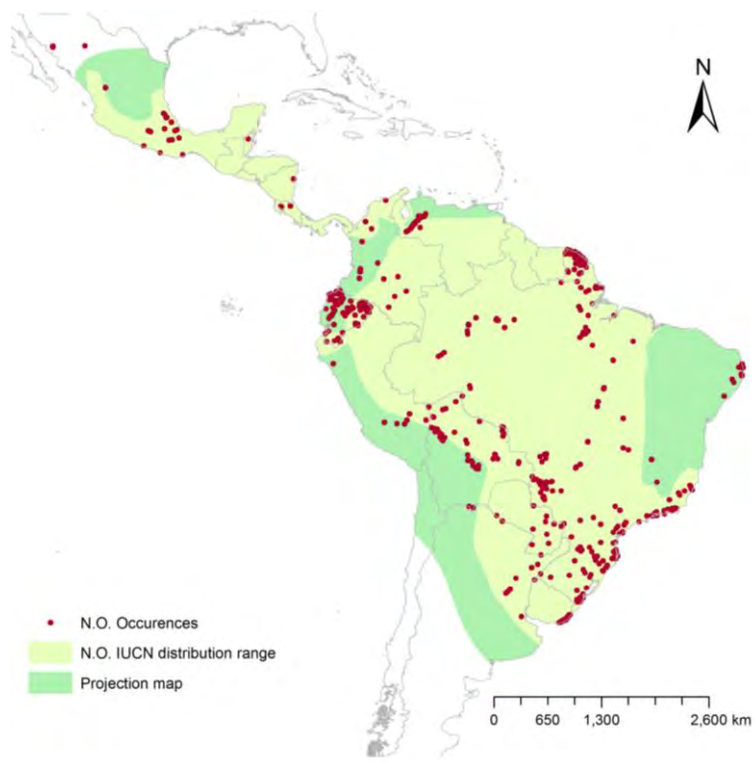 N
N.O. Occurences
N.O. IUCN distribution range
Projection map
0 650 1,300 2,600 km